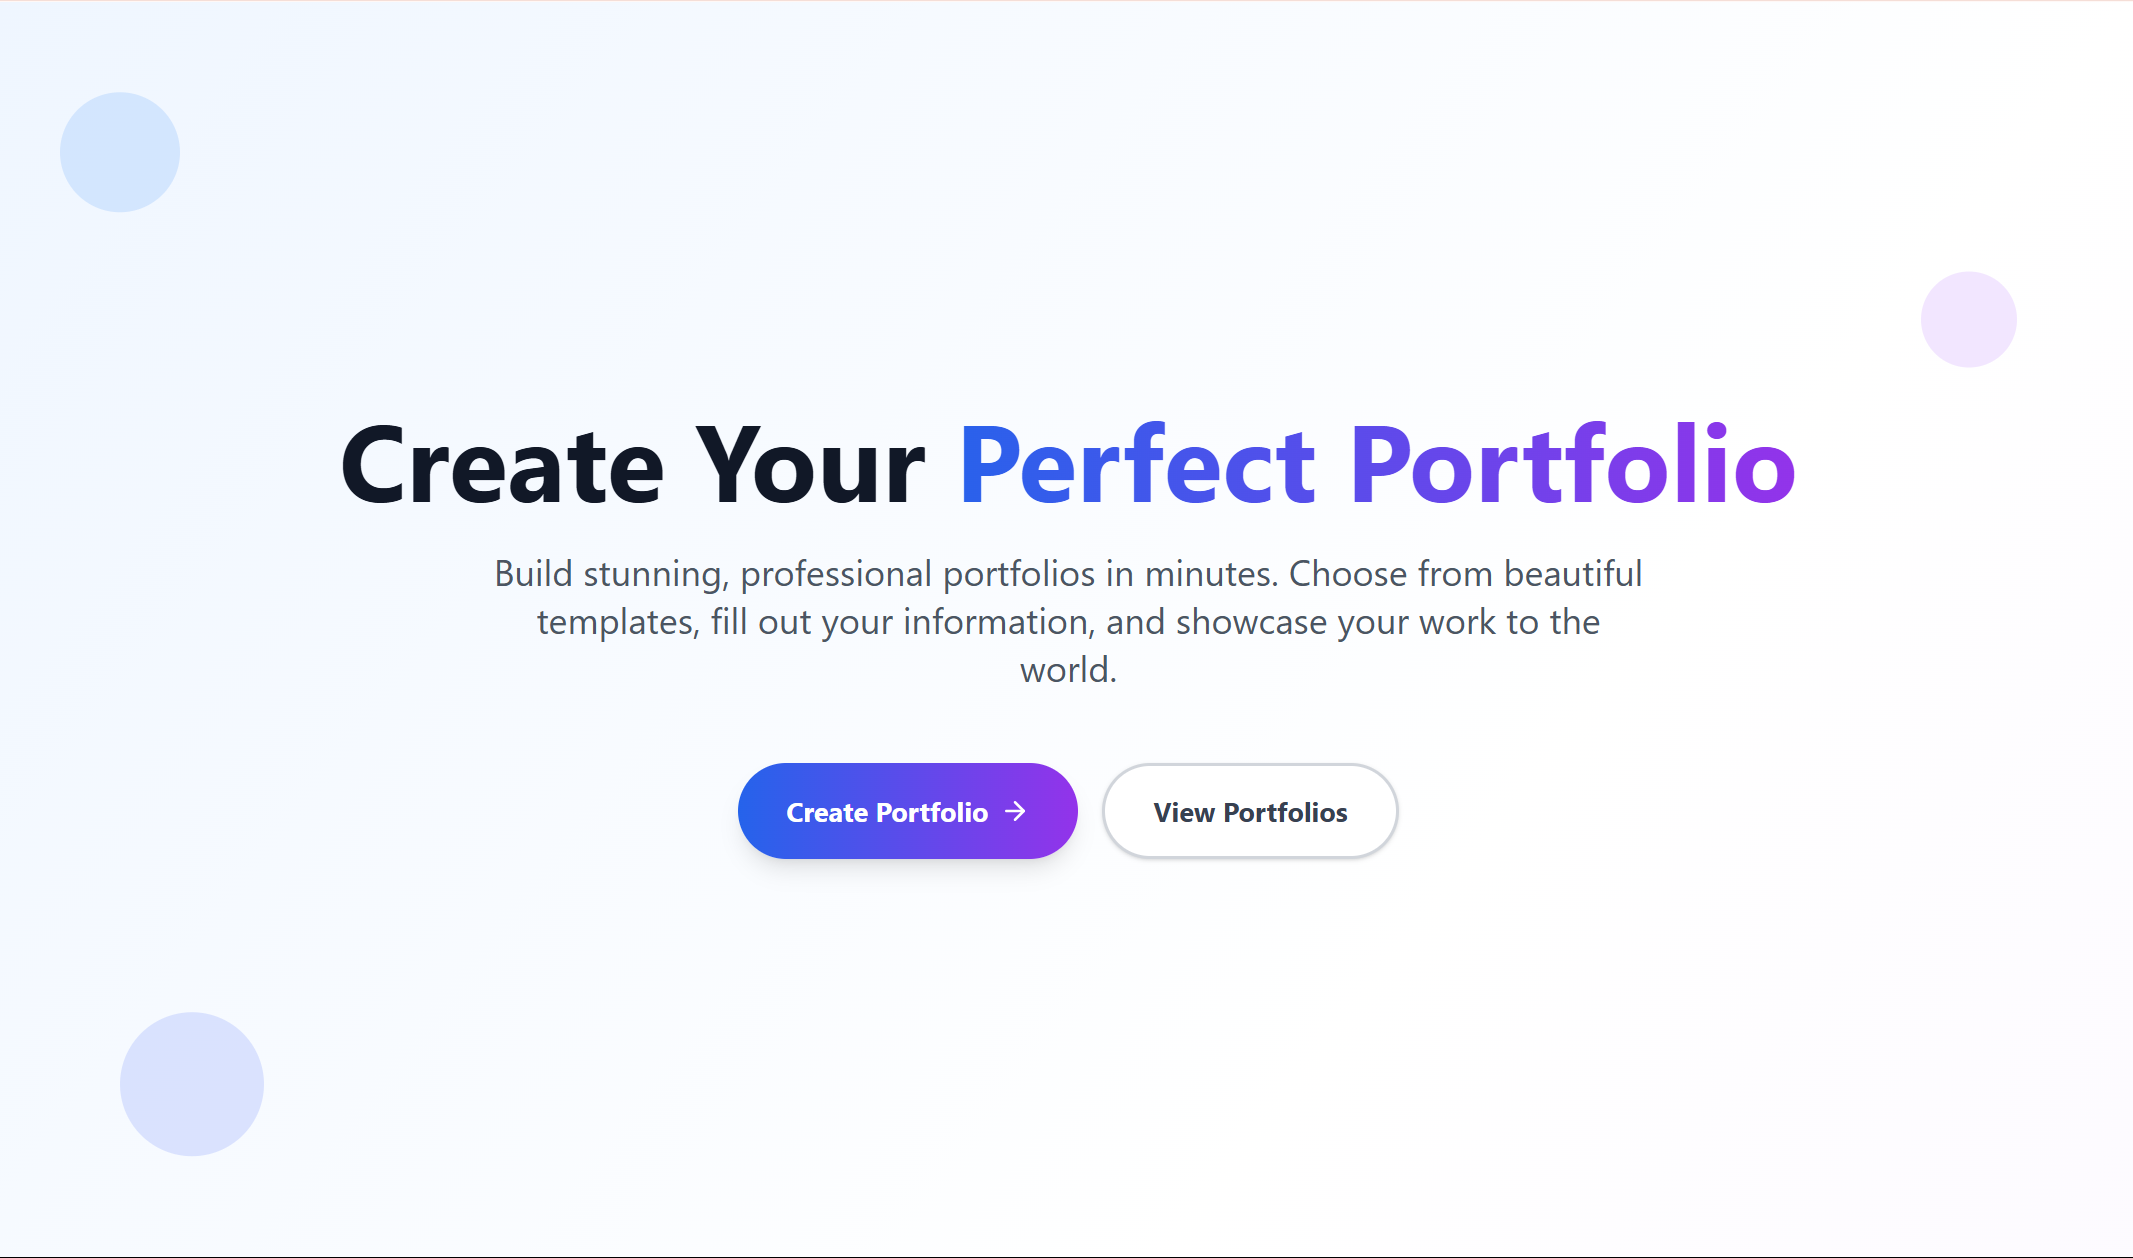 Create Your Perfect Portfolio
Build stunning, professional portfolios in minutes. Choose from beautiful
templates, fill out your information, and showcase your work to the
world.
Create Portfolio →
View Portfolios